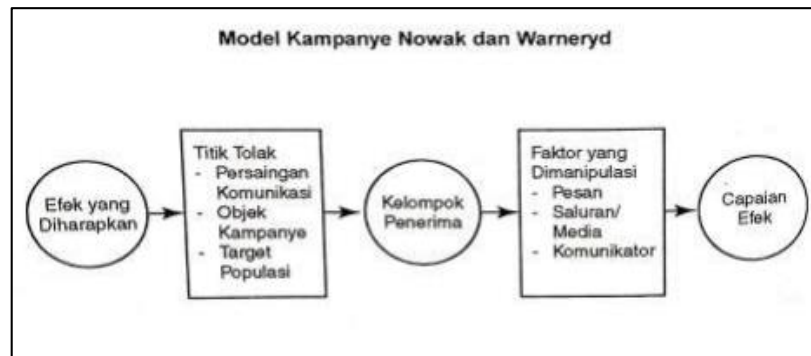 Model Kampanye Nowak dan Warneryd
Efek yang
Diharapkan
Titik Tolak
- Persaingan
Komunikasi
- Objek
Kampanye
- Target
Populasi
Kelompok
Penerima
Faktor yang
Dimanipulasi
- Pesan
- Saluran/
Media
- Komunikator
Capaian
Efek